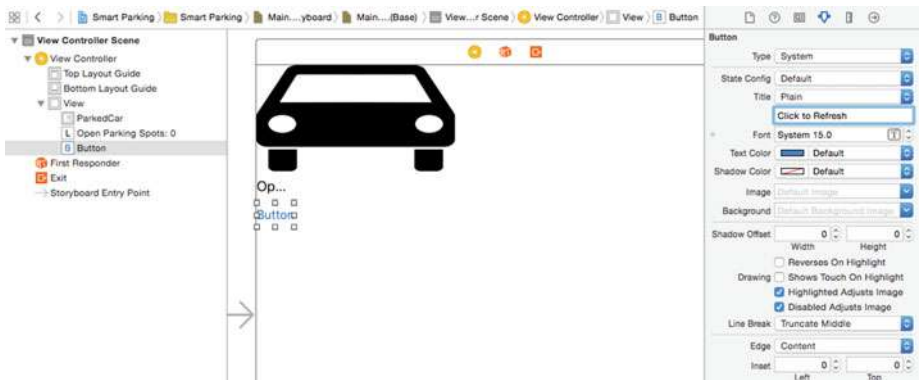 Smart Parking Smart Parking Main....yboard Main....(Base) View...r Scene View Controller View B Button
View Controller Scene
View Controller
Top Layout Guide
Bottom Layout Guide
View
ParkedCar
L Open Parking Spots: 0
B Button
First Responder
Exit
Storyboard Entry Point
Op...
Button
Button
Type System
State Config Default
Title Plain
Click to Refresh
Font System 15.0
Text Color Default
Shadow Color Default
Image Default Image
Background Default Background Image
Shadow Offset 0 0
Width Height
Reverses On Highlight
Drawing Shows Touch On Highlight
Highlighted Adjusts Image
Disabled Adjusts Image
Line Break Truncate Middle
Edge Content
Inset 0 0
Left Top